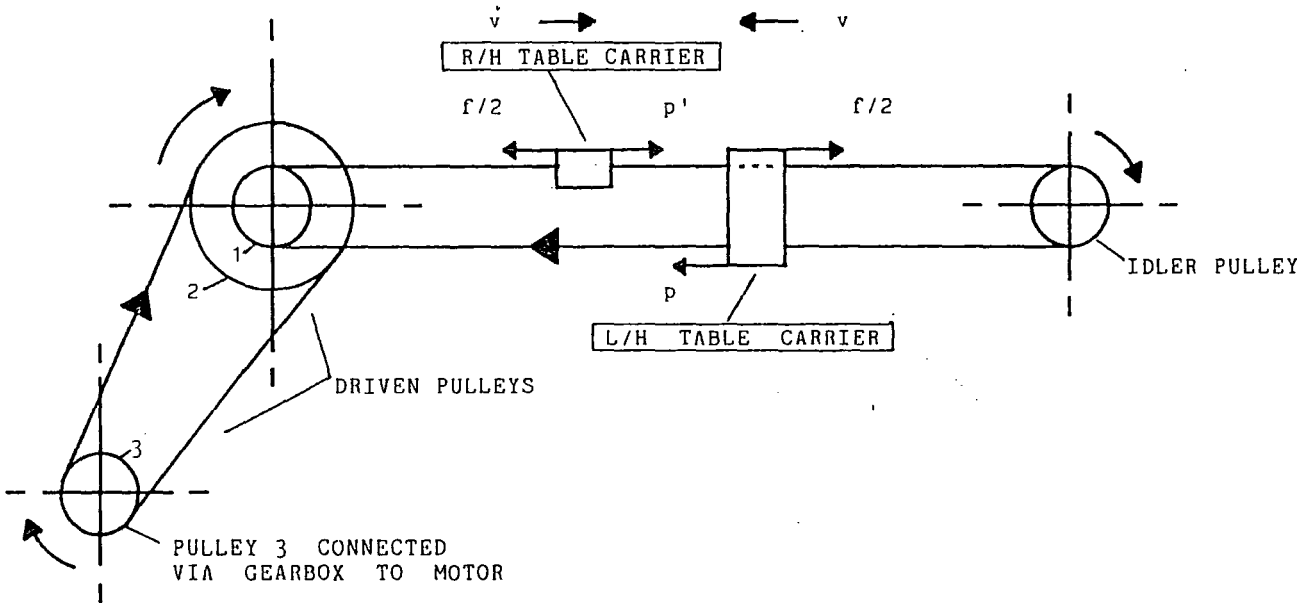 v v
R/H TABLE CARRIER
f/2 p' f/2
1
2
IDLER PULLEY
p
L/H TABLE CARRIER
DRIVEN PULLEYS
3
PULLEY 3 CONNECTED
VIA GEARBOX TO MOTOR